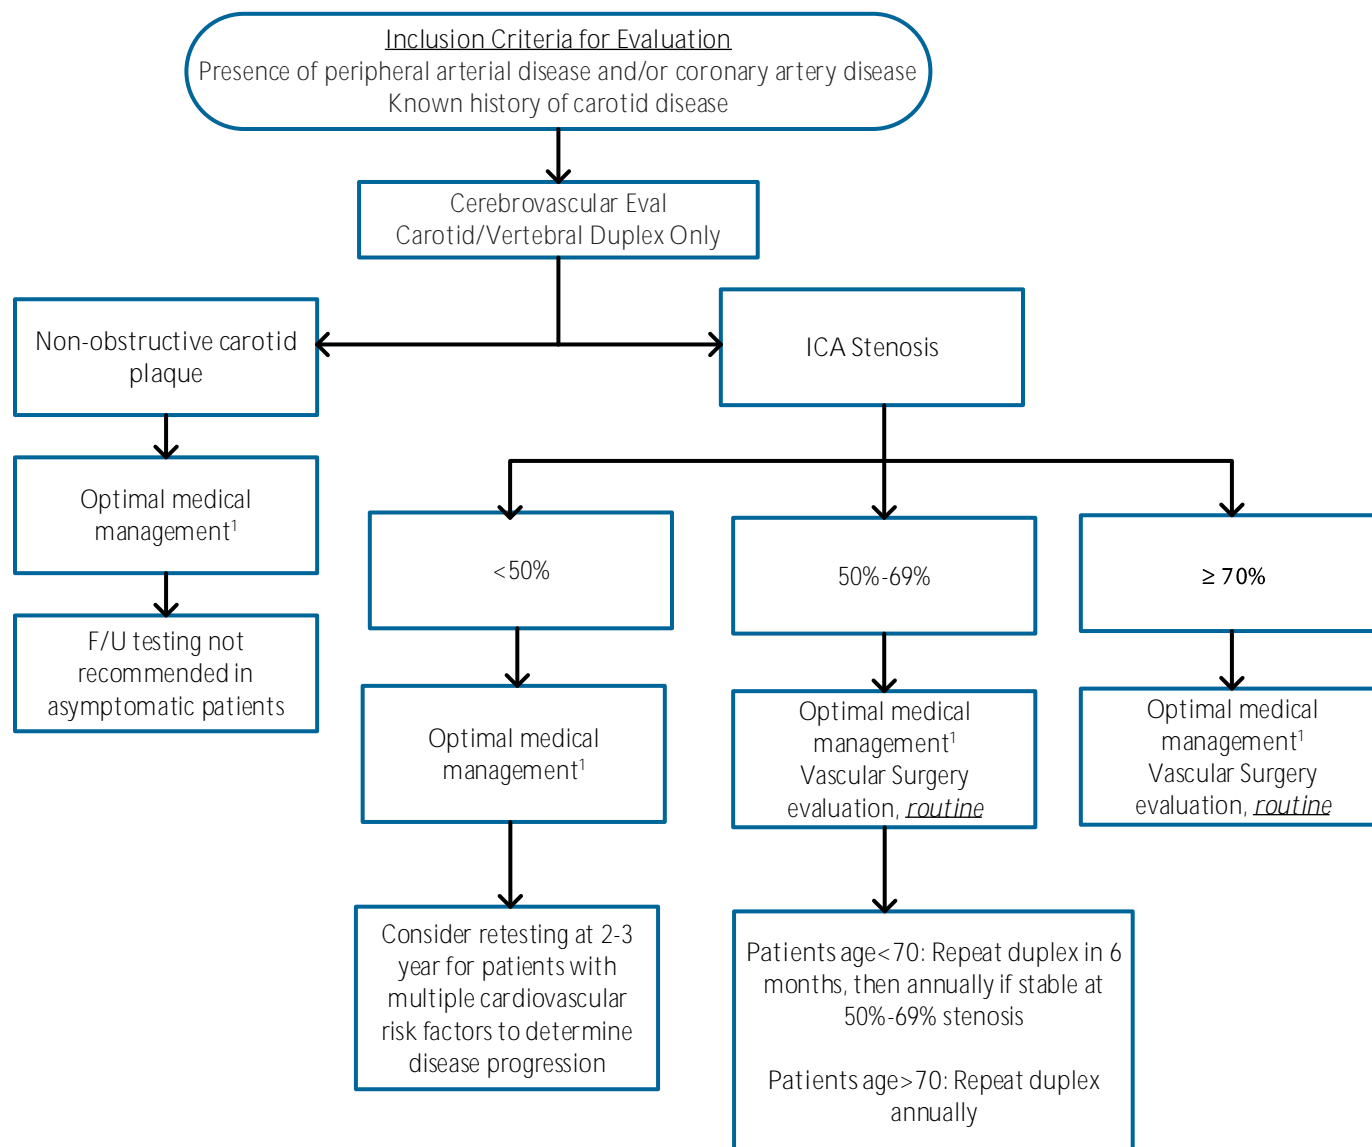 Inclusion Criteria for Evaluation
Presence of peripheral arterial disease and/or coronary artery disease
Known history of carotid disease
Cerebrovascular Eval
Carotid/Vertebral Duplex Only
Non-obstructive carotid
plaque
ICA Stenosis
Optimal medical
management¹
F/U testing not
recommended in
asymptomatic patients
<50%
50%-69%
≥ 70%
Optimal medical
management¹
Optimal medical
management¹
Vascular Surgery
evaluation, routine
Optimal medical
management¹
Vascular Surgery
evaluation, routine
Consider retesting at 2-3
year for patients with
multiple cardiovascular
risk factors to determine
disease progression
Patients age<70: Repeat duplex in 6
months, then annually if stable at
50%-69% stenosis
Patients age>70: Repeat duplex
annually